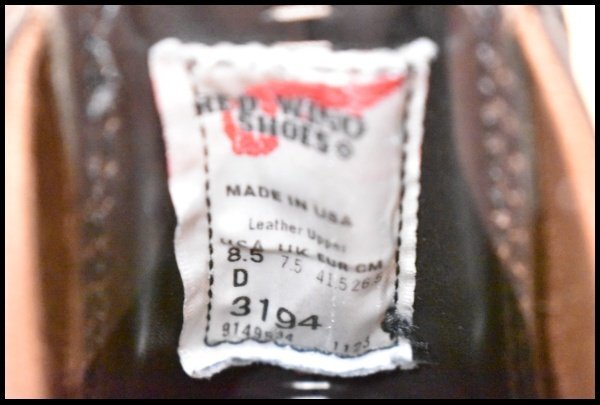 RED WING
SHOES ®
MADE IN USA
Leather Upper
USA UK EUR CM
8.5 7.5 41.5 26.5
D
3194
1123